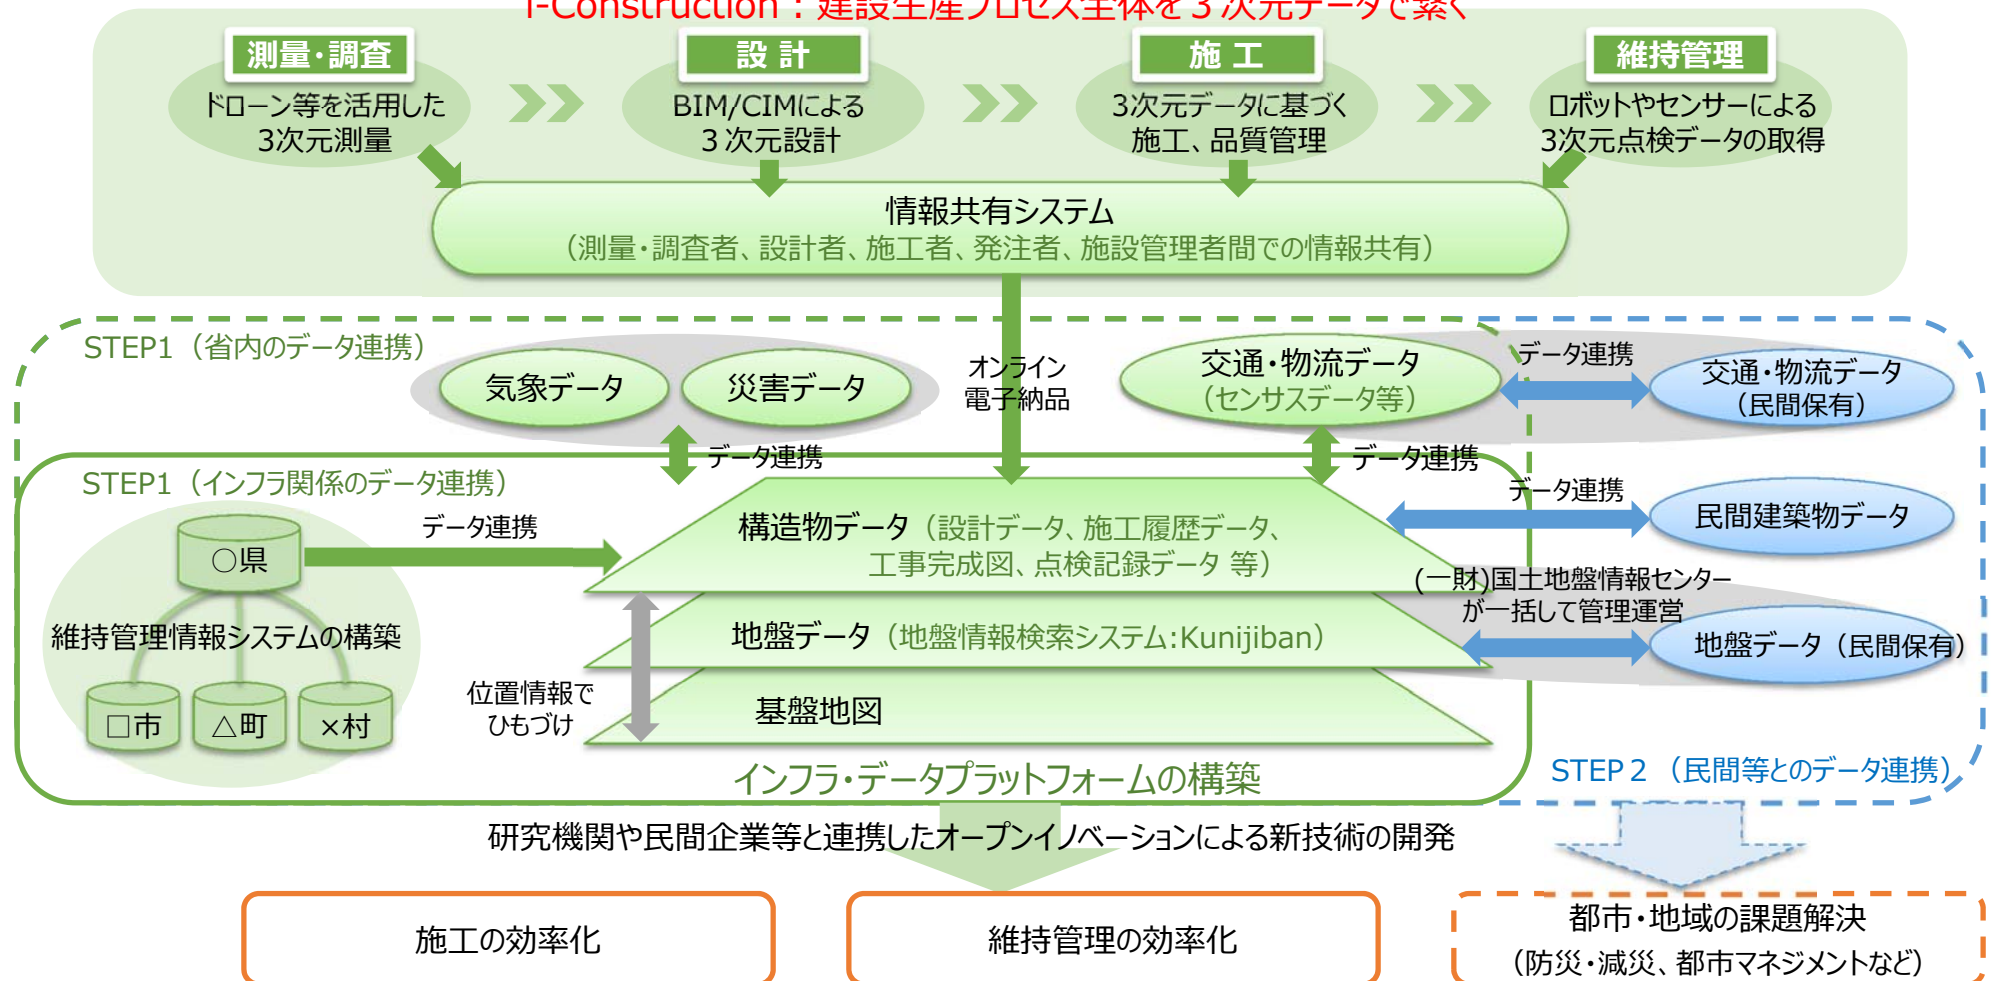 i-Construction：建設生産プロセス全体を３次元データで繋ぐ
測量・調査
ドローン等を活用した
3次元測量
設 計
BIM/CIMによる
３次元設計
施 工
3次元データに基づく
施工、品質管理
維持管理
ロボットやセンサーによる
3次元点検データの取得
情報共有システム
（測量・調査者、設計者、施工者、発注者、施設管理者間での情報共有）
STEP1（省内のデータ連携）
気象データ
災害データ
オンライン
電子納品
交通・物流データ
（センサスデータ等）
データ連携
交通・物流データ
（民間保有）
データ連携
データ連携
STEP1（インフラ関係のデータ連携）
データ連携
○県
維持管理情報システムの構築
□市
△町
×村
構造物データ（設計データ、施工履歴データ、
工事完成図、点検記録データ 等）
データ連携
民間建築物データ
(一財)国土地盤情報センター
が一括して管理運営
地盤データ（地盤情報検索システム:Kunijiban）
地盤データ（民間保有）
位置情報で
ひもづけ
基盤地図
インフラ・データプラットフォームの構築
STEP２（民間等とのデータ連携）
研究機関や民間企業等と連携したオープンイノベーションによる新技術の開発
施工の効率化
維持管理の効率化
都市・地域の課題解決
（防災・減災、都市マネジメントなど）